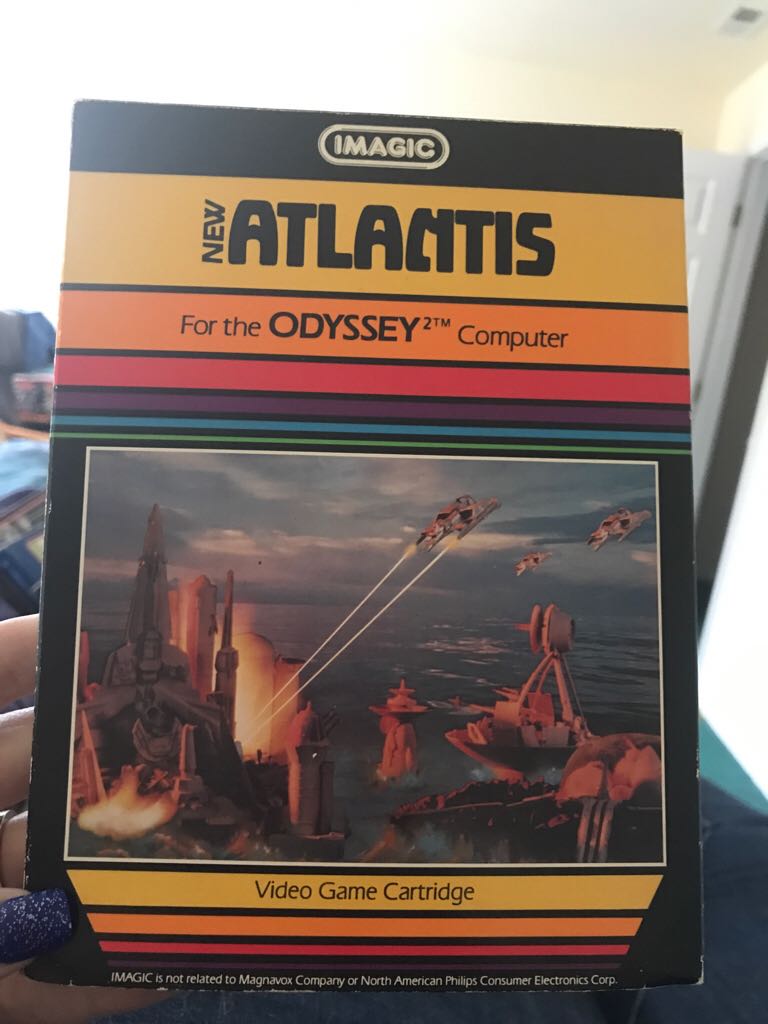 IMAGIC
NEW ATLANTIS
For the ODYSSEY²™ Computer
Video Game Cartridge
IMAGIC is not related to Magnavox Company or North American Philips Consumer Electronics Corp.